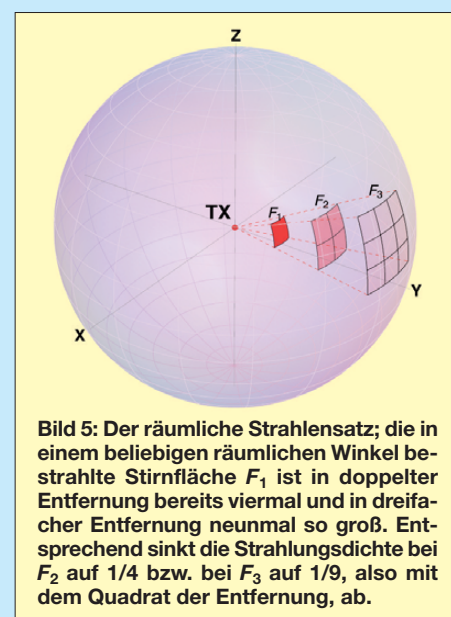 Z
TX
F1
F2
F3
Y
X
Bild 5: Der räumliche Strahlensatz; die in
einem beliebigen räumlichen Winkel be-
strahlte Stirnfläche F1 ist in doppelter
Entfernung bereits viermal und in dreifa-
cher Entfernung neunmal so groß. Ent-
sprechend sinkt die Strahlungsdichte bei
F2 auf 1/4 bzw. bei F3 auf 1/9, also mit
dem Quadrat der Entfernung, ab.